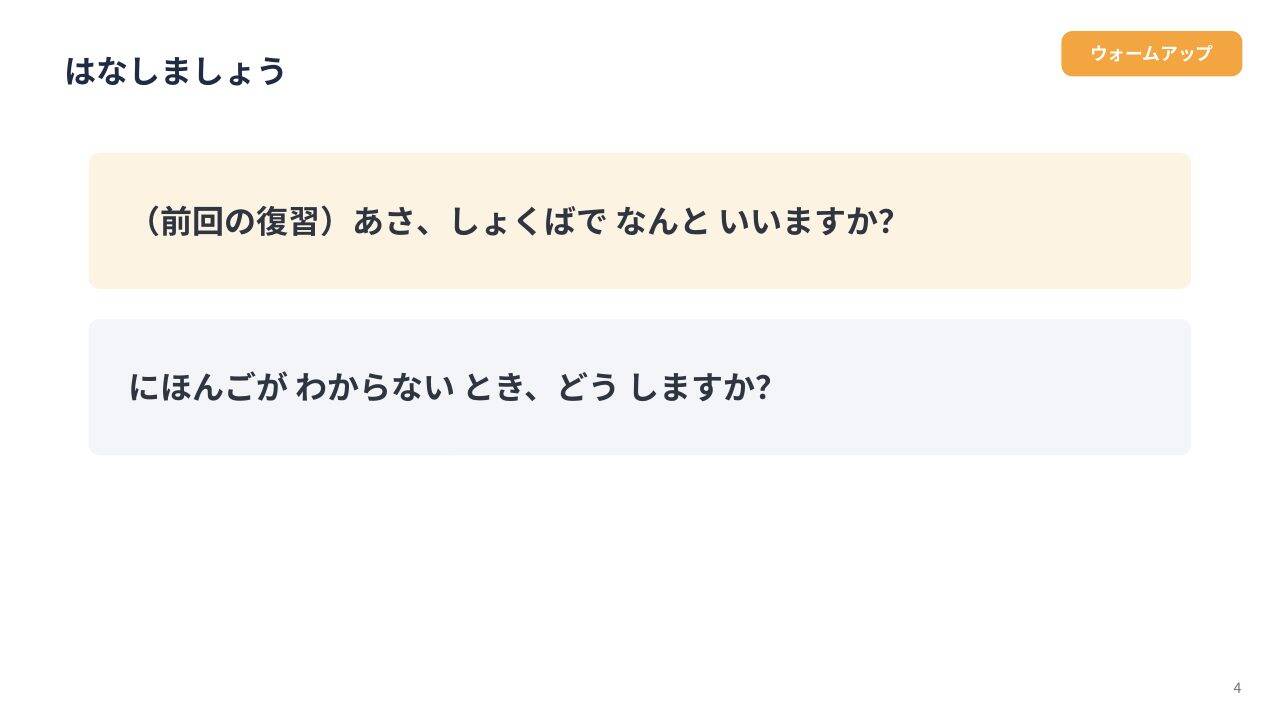 はなしましょう
ウォームアップ
（前回の復習）あさ、しょくばで なんと いいますか?
にほんごが わからない とき、どう しますか?
4